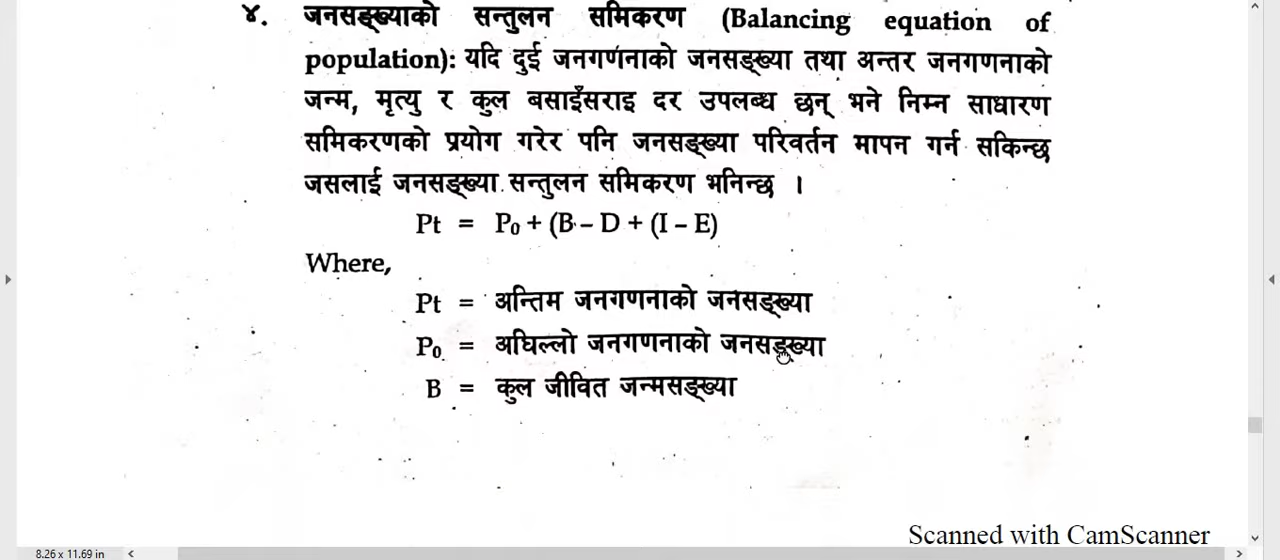 ४. जनसङ्ख्याको सन्तुलन समिकरण (Balancing equation of
population): यदि दुई जनगणनाको जनसङ्ख्या तथा अन्तर जनगणनाको
जन्म, मृत्यु र कुल बसाइँसराइ दर उपलब्ध छन् भने निम्न साधारण
समिकरणको प्रयोग गरेर पनि जनसङ्ख्या परिवर्तन मापन गर्न सकिन्छ
जसलाई जनसङ्ख्या सन्तुलन समिकरण भनिन्छ ।
Pt = P₀ + (B – D + (I – E)
Where,
Pt = अन्तिम जनगणनाको जनसङ्ख्या
P₀ = अघिल्लो जनगणनाको जनसङ्ख्या
B = कुल जीवित जन्मसङ्ख्या
Scanned with CamScanner
8.26 x 11.69 in